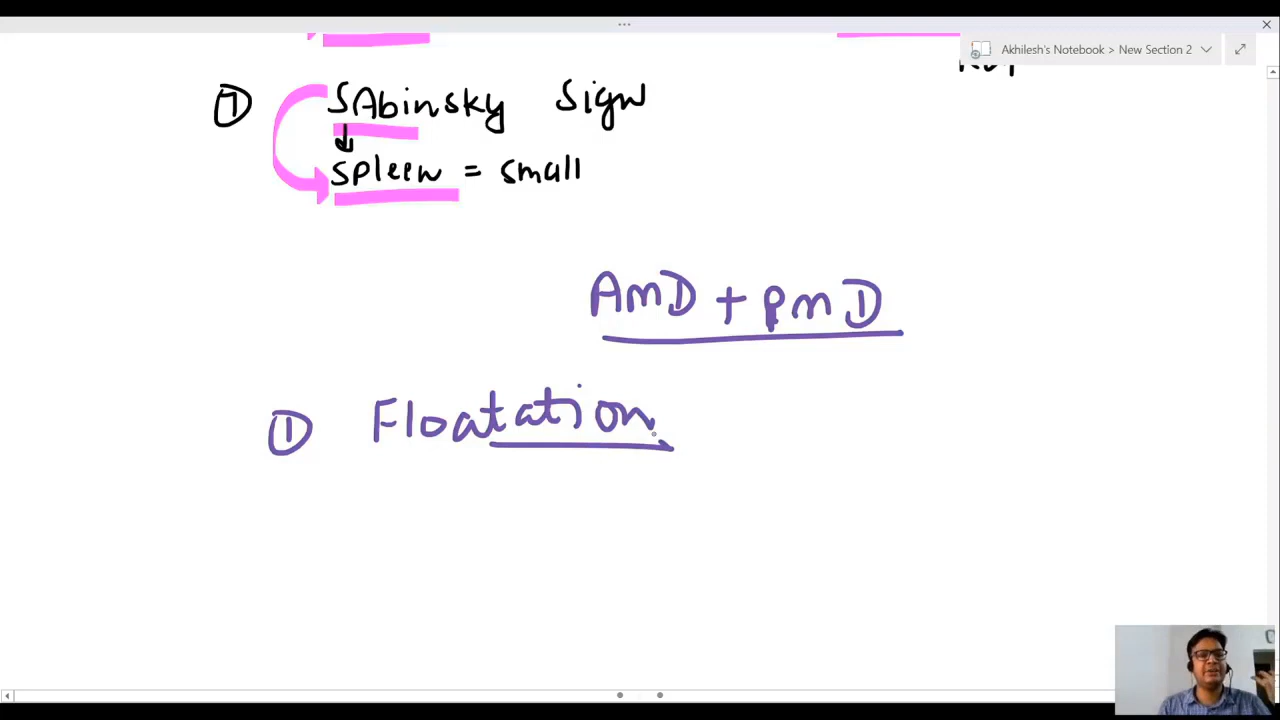 Akhilesh's Notebook > New Section 2
① SAbinsky Sign
Spleen = small
AmD + pmD
① Floatation